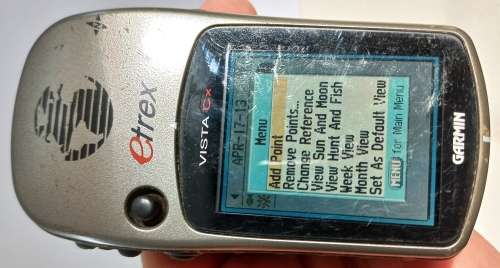 etrex
VISTA Cx
APR-17-13
Menu
Add Point
Remove Points...
Change Reference
View Sun And Moon
View Hunt And Fish
Week View
Month View
Set As Default View
MENU for Main Menu
GARMIN